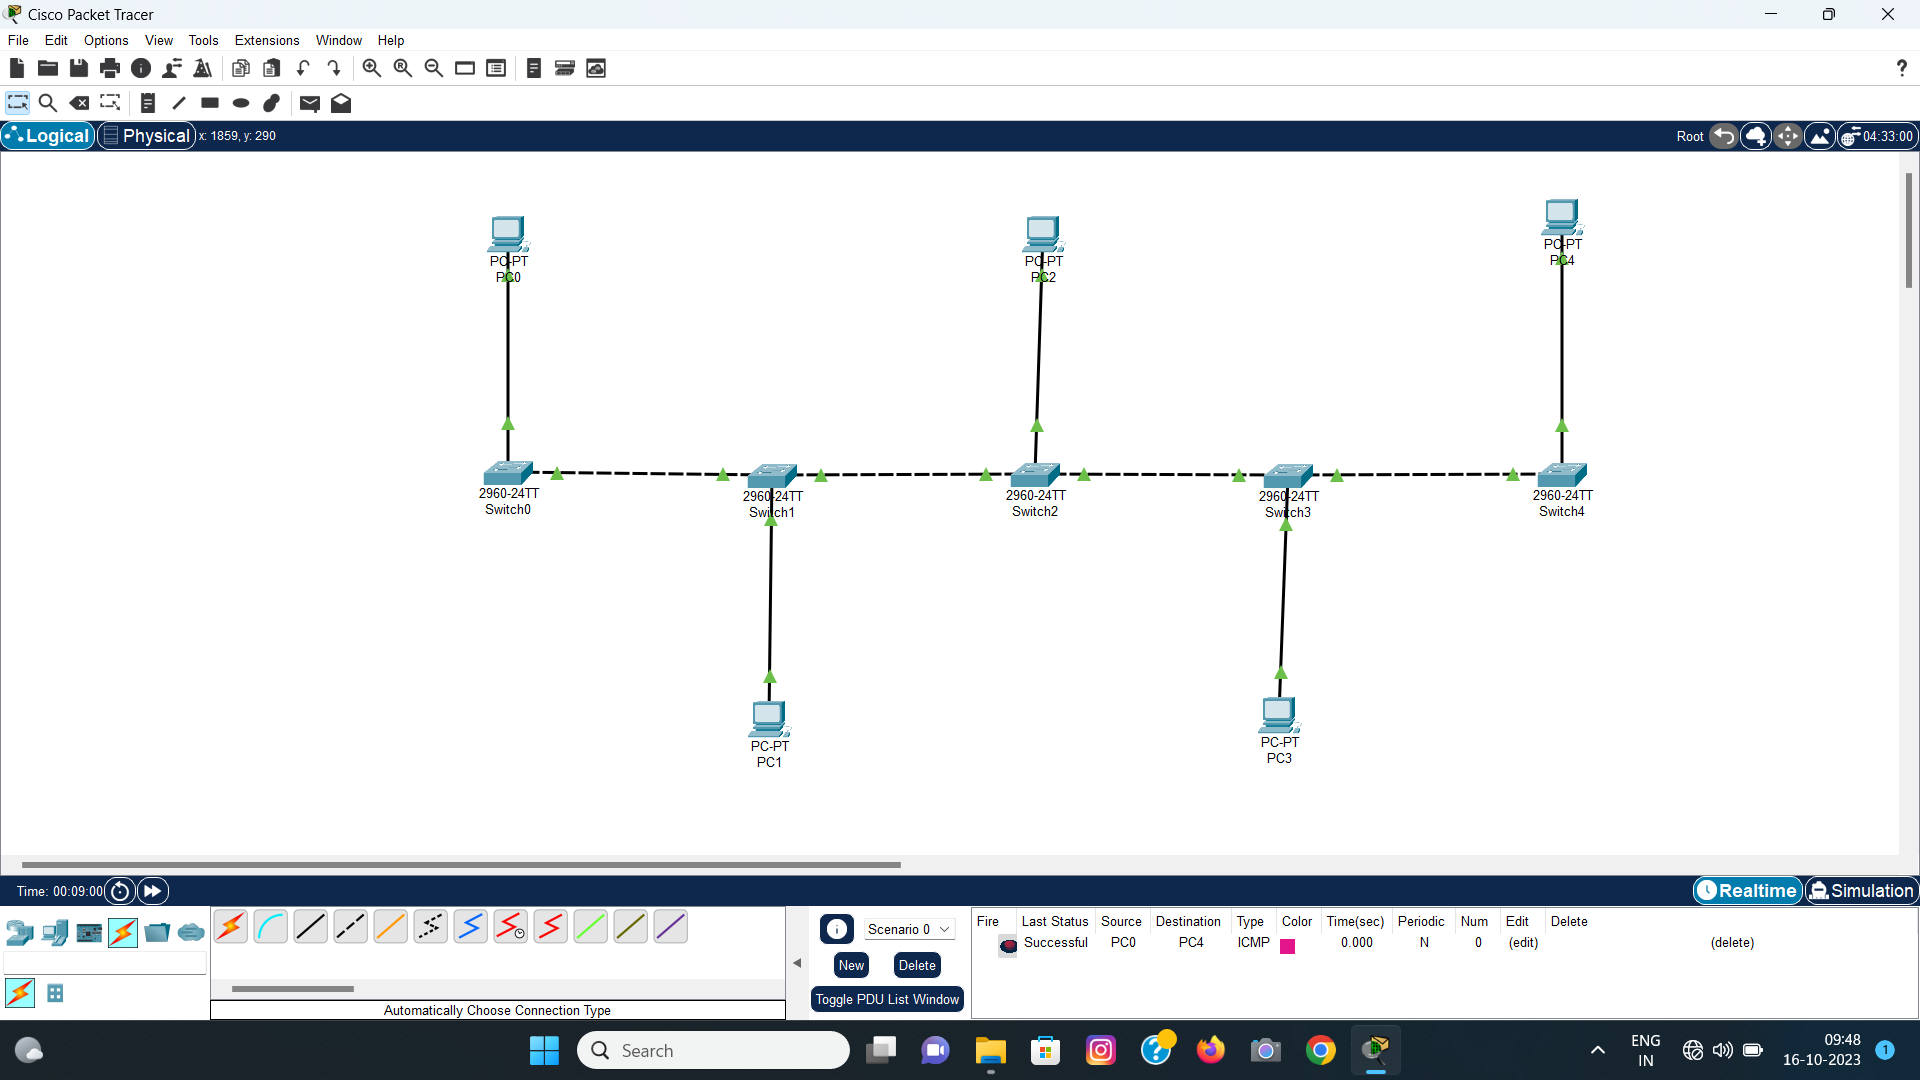 Cisco Packet Tracer
File Edit Options View Tools Extensions Window Help
?
Logical Physical x: 1859, y: 290 Root 04:33:00
PC-PT
PC0
PC-PT
PC2
PC-PT
PC4
2960-24TT
Switch0
2960-24TT
Switch1
2960-24TT
Switch2
2960-24TT
Switch3
2960-24TT
Switch4
PC-PT
PC1
PC-PT
PC3
Time: 00:09:00 Realtime Simulation
Automatically Choose Connection Type
Scenario 0
New Delete
Toggle PDU List Window
Fire Last Status Source Destination Type Color Time(sec) Periodic Num Edit Delete
Successful PC0 PC4 ICMP 0.000 N 0 (edit) (delete)
Search
ENG
IN
09:48
16-10-2023
1